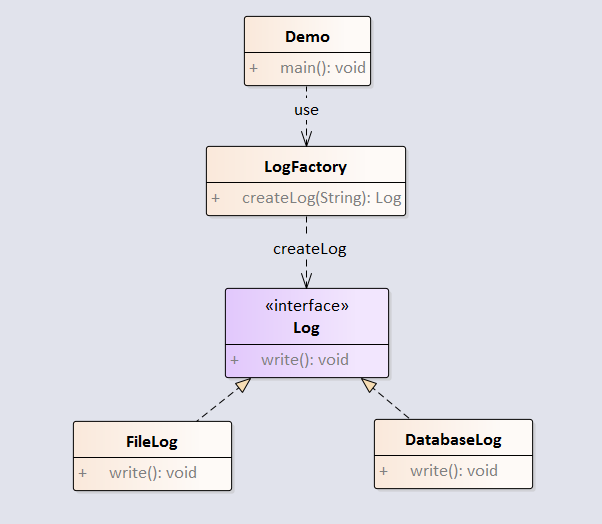 Demo
+ main(): void
use
LogFactory
+ createLog(String): Log
createLog
«interface»
Log
+ write(): void
FileLog
+ write(): void
DatabaseLog
+ write(): void